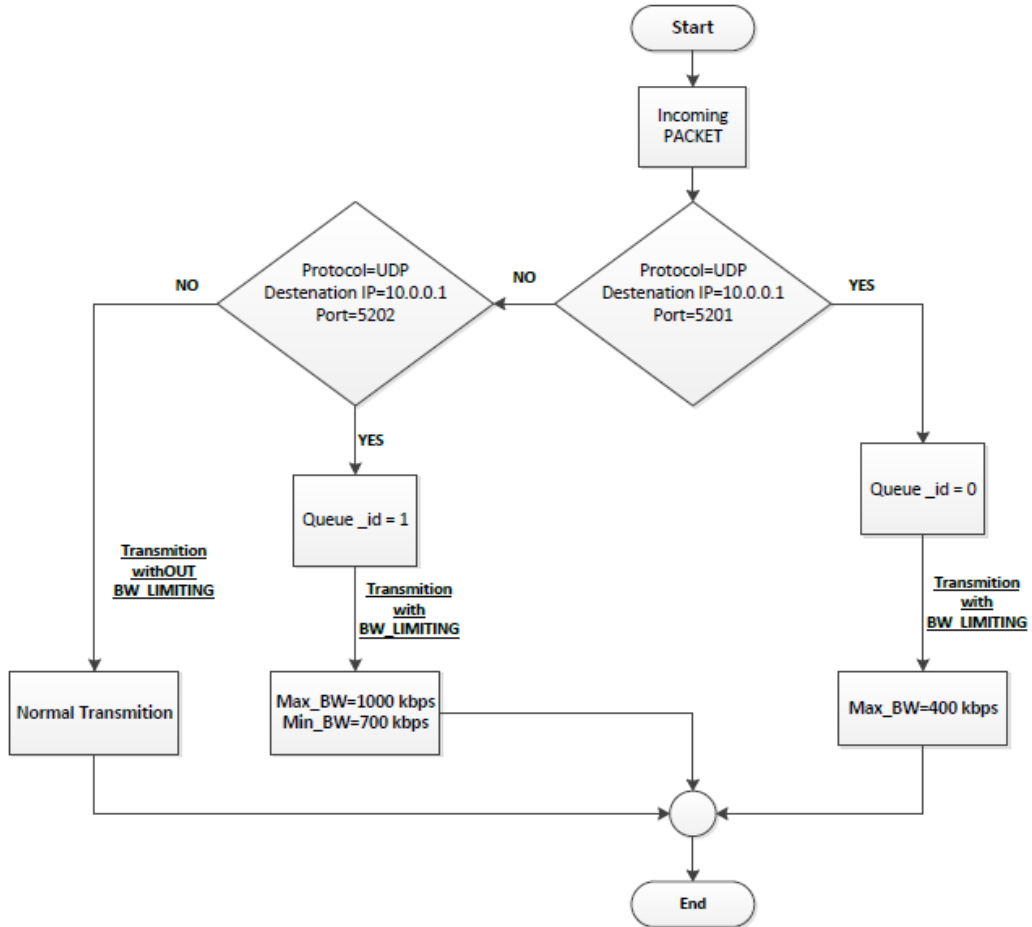 Start
Incoming
PACKET
Protocol=UDP
Destenation IP=10.0.0.1
Port=5201
YES
NO
Protocol=UDP
Destenation IP=10.0.0.1
Port=5202
NO
YES
Queue _id = 1
Queue _id = 0
Transmition
withOUT
BW_LIMITING
Transmition
with
BW_LIMITING
Transmition
with
BW_LIMITING
Normal Transmition
Max_BW=1000 kbps
Min_BW=700 kbps
Max_BW=400 kbps
End